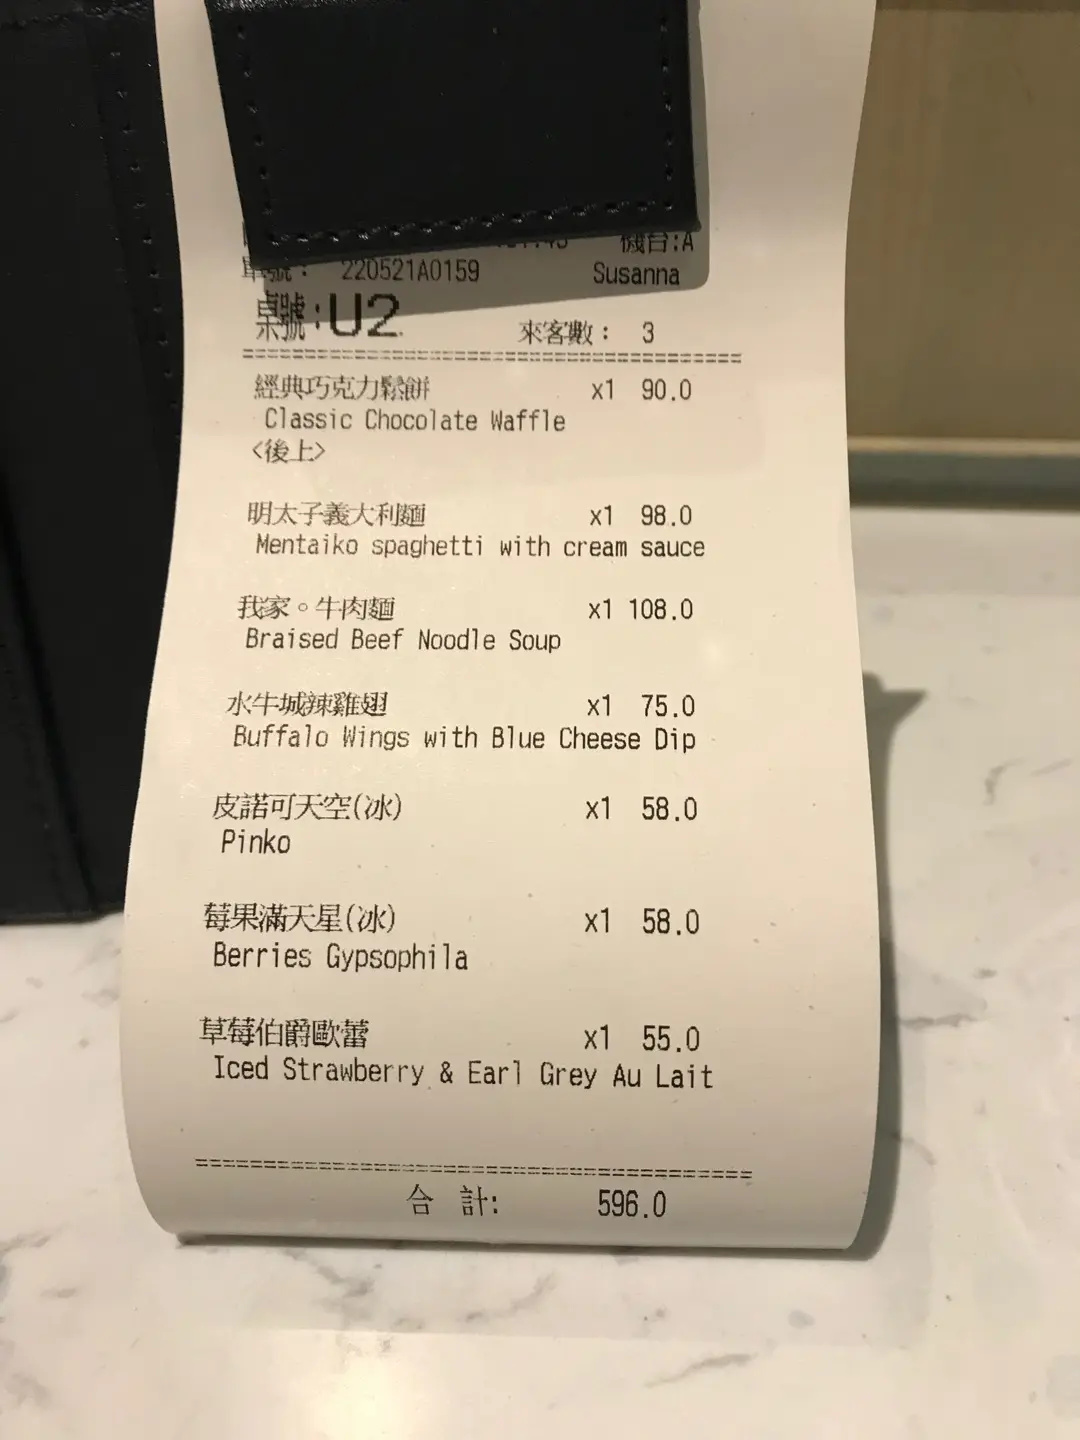 機台:A
單號: 220521A0159 Susanna
桌號:U2 來客數: 3
經典巧克力鬆餅 x1 90.0
Classic Chocolate Waffle
<後上>
明太子義大利麵 x1 98.0
Mentaiko spaghetti with cream sauce
我家。牛肉麵 x1 108.0
Braised Beef Noodle Soup
水牛城辣雞翅 x1 75.0
Buffalo Wings with Blue Cheese Dip
皮諾可天空(冰) x1 58.0
Pinko
莓果滿天星(冰) x1 58.0
Berries Gypsophila
草莓伯爵歐蕾 x1 55.0
Iced Strawberry & Earl Grey Au Lait
合 計: 596.0